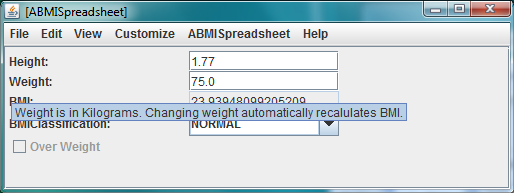 [ABMISpreadsheet]
File Edit View Customize ABMISpreadsheet Help
Height: 1.77
Weight: 75.0
BMI: 23.93948099205209
Weight is in Kilograms. Changing weight automatically recalulates BMI.
BMIClassification: NORMAL
Over Weight